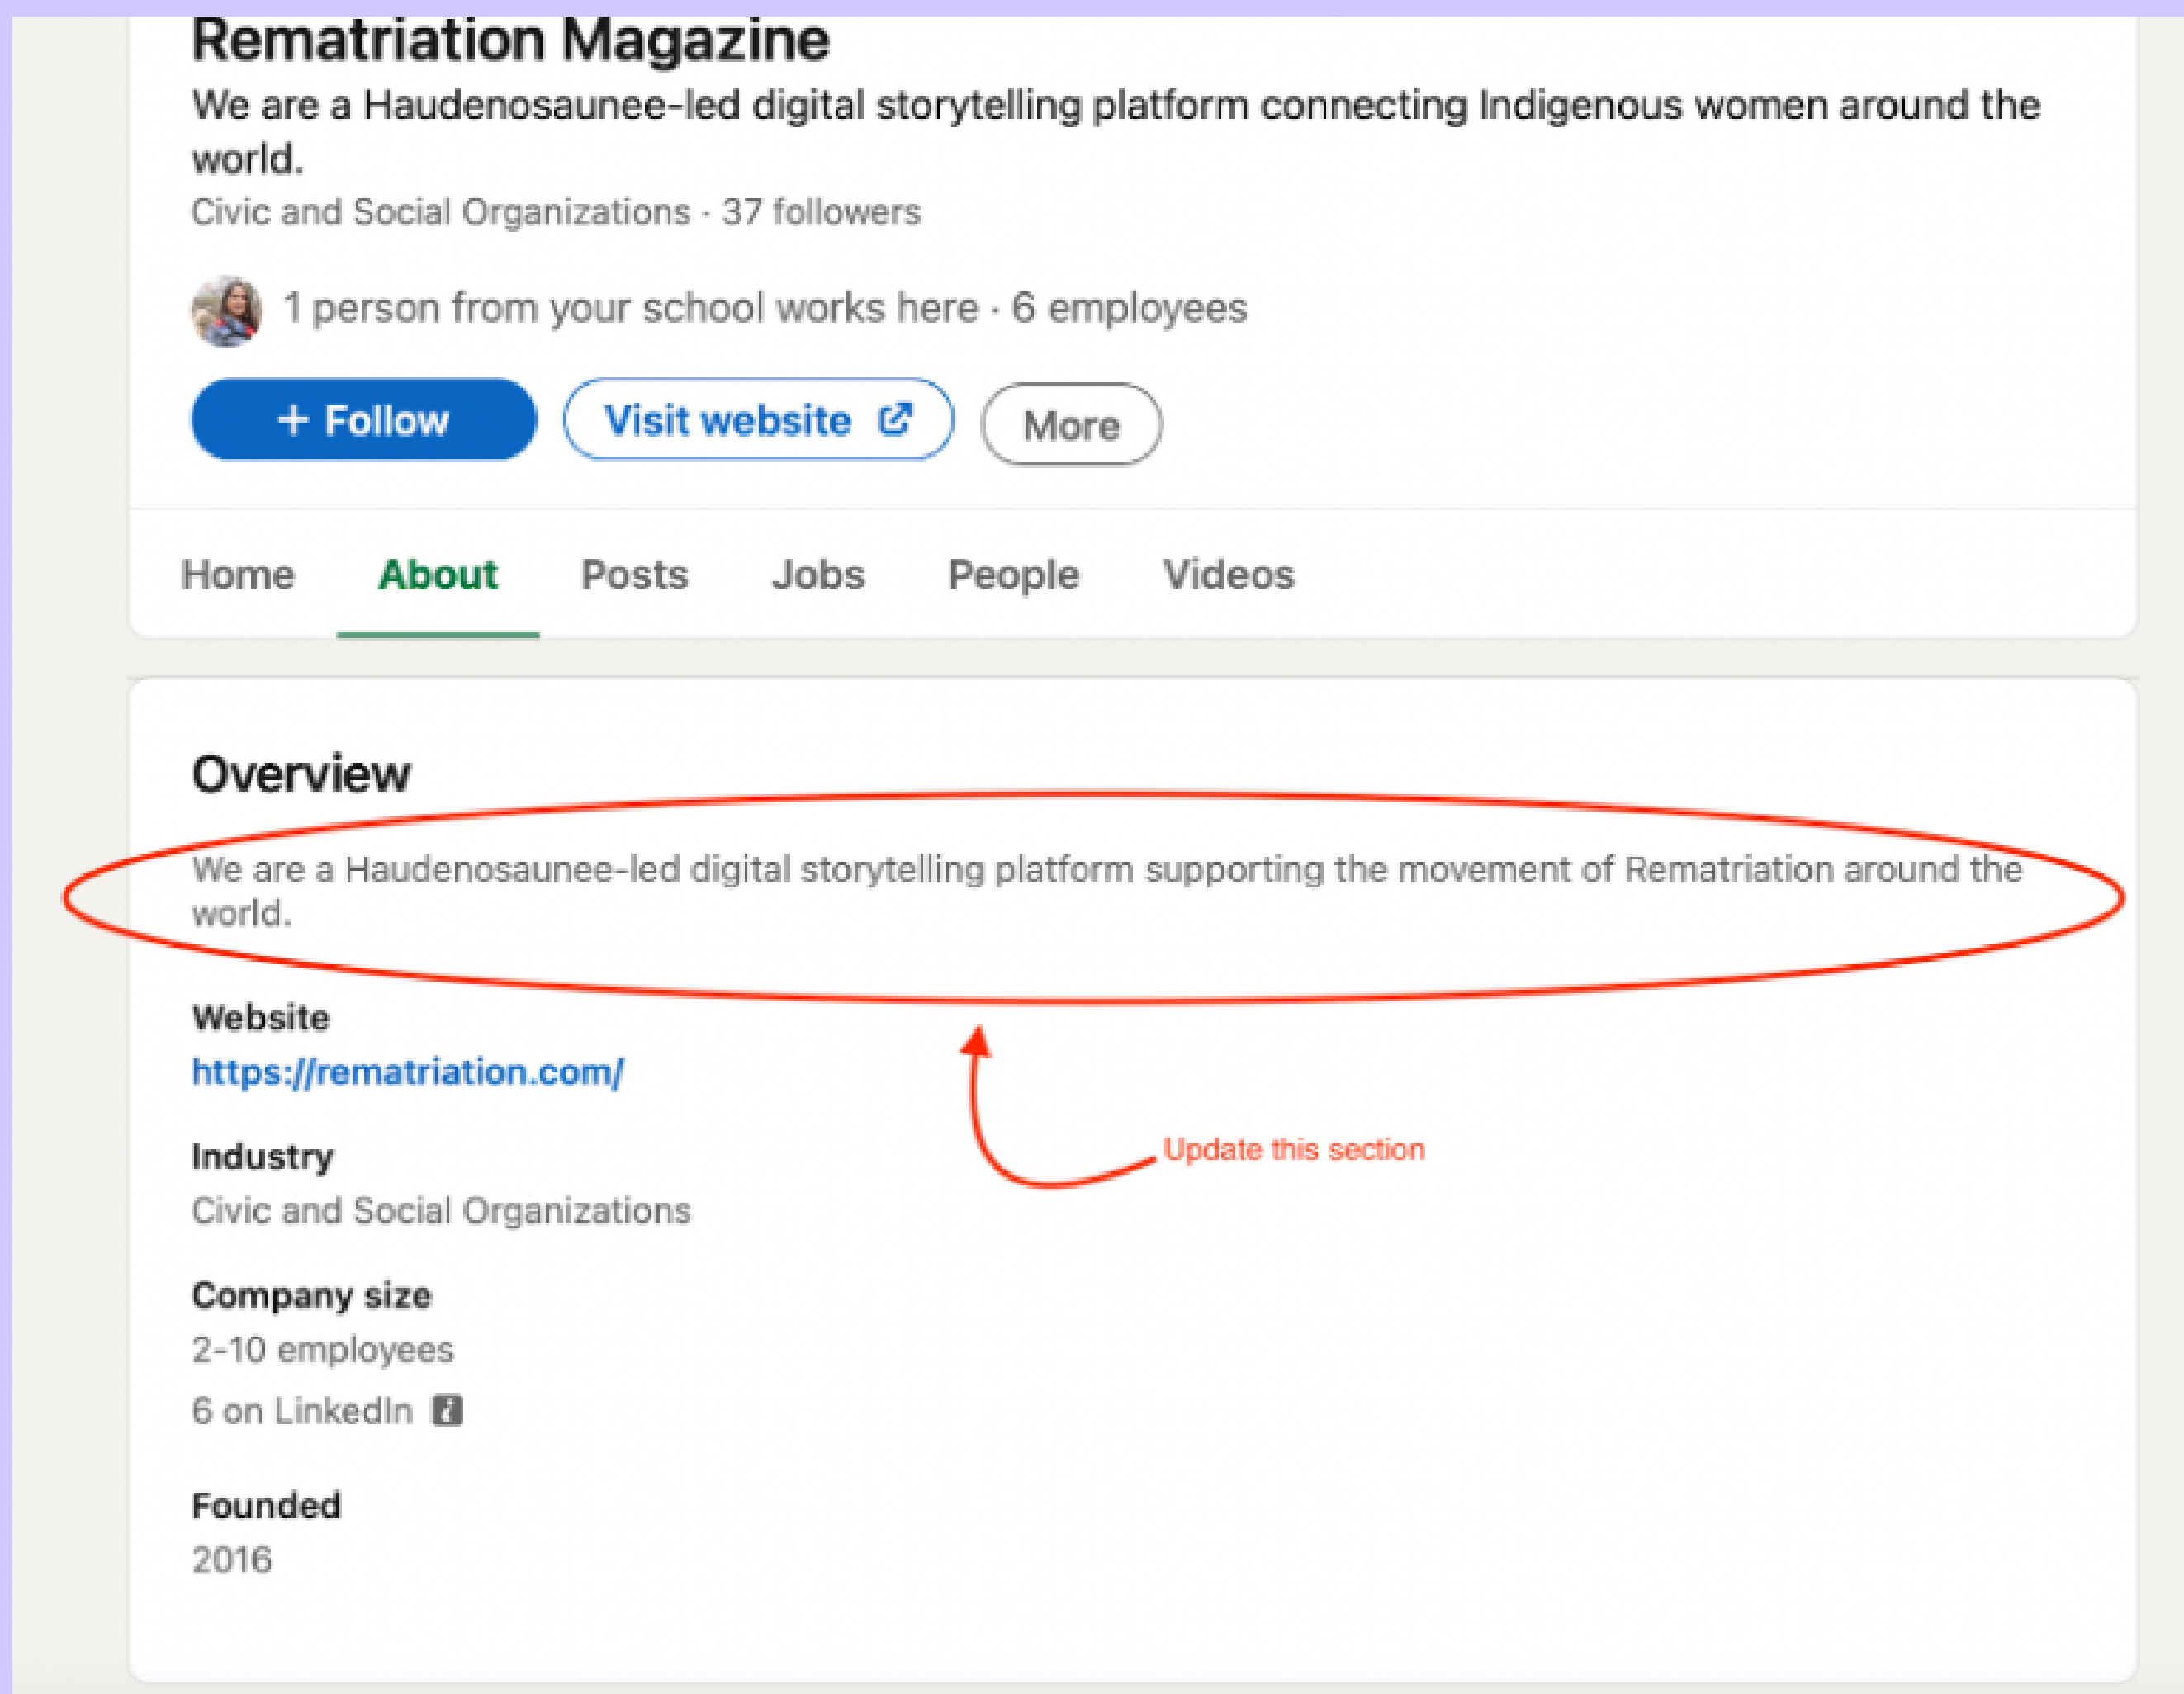 Rematriation Magazine
We are a Haudenosaunee-led digital storytelling platform connecting Indigenous women around the
world.
Civic and Social Organizations · 37 followers
1 person from your school works here · 6 employees
+ Follow
Visit website
More
Home
About
Posts
Jobs
People
Videos
Overview
We are a Haudenosaunee-led digital storytelling platform supporting the movement of Rematriation around the
world.
Website
https://rematriation.com/
Update this section
Industry
Civic and Social Organizations
Company size
2-10 employees
6 on LinkedIn
Founded
2016